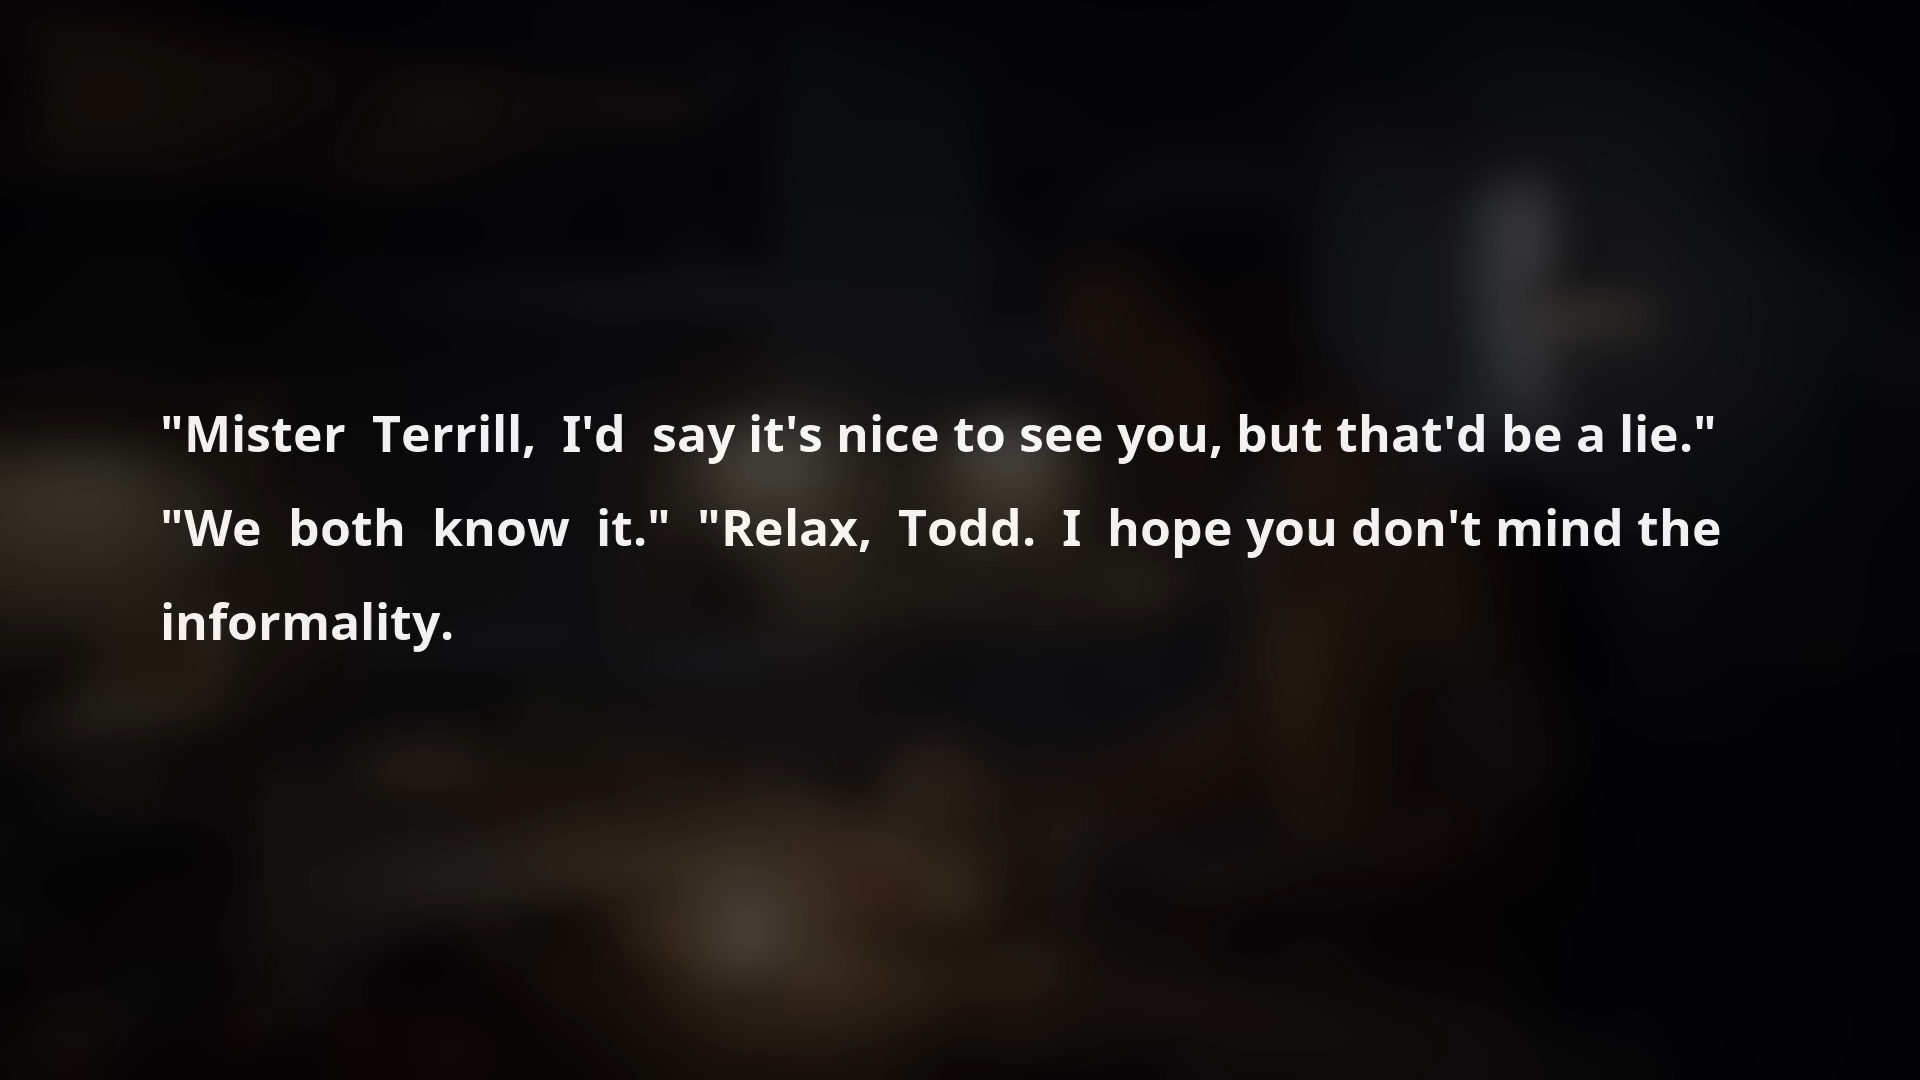 "Mister Terrill, I'd say it's nice to see you, but that'd be a lie."
"We both know it." "Relax, Todd. I hope you don't mind the
informality.